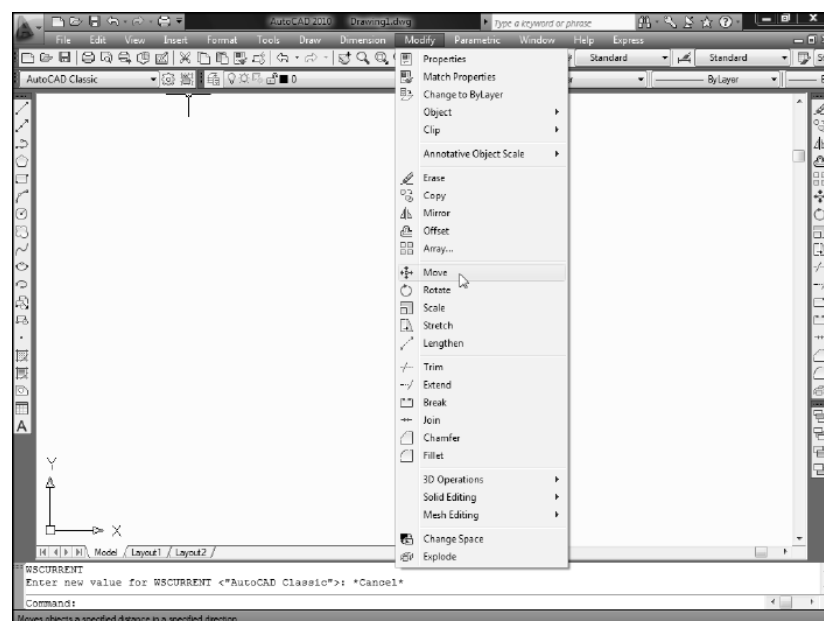 AutoCAD 2010 Drawing1.dwg Type a keyword or phrase
File Edit View Insert Format Tools Draw Dimension Modify Parametric Window Help Express
Standard Standard
AutoCAD Classic 0 ByLayer
Properties
Match Properties
Change to ByLayer
Object
Clip
Annotative Object Scale
Erase
Copy
Mirror
Offset
Array...
Move
Rotate
Scale
Stretch
Lengthen
Trim
Extend
Break
Join
Chamfer
Fillet
3D Operations
Solid Editing
Mesh Editing
Change Space
Explode
A
Y
X
Model Layout1 Layout2
WSCURRENT
Enter new value for WSCURRENT <"AutoCAD Classic">: *Cancel*
Command:
Moves objects a specified distance in a specified direction